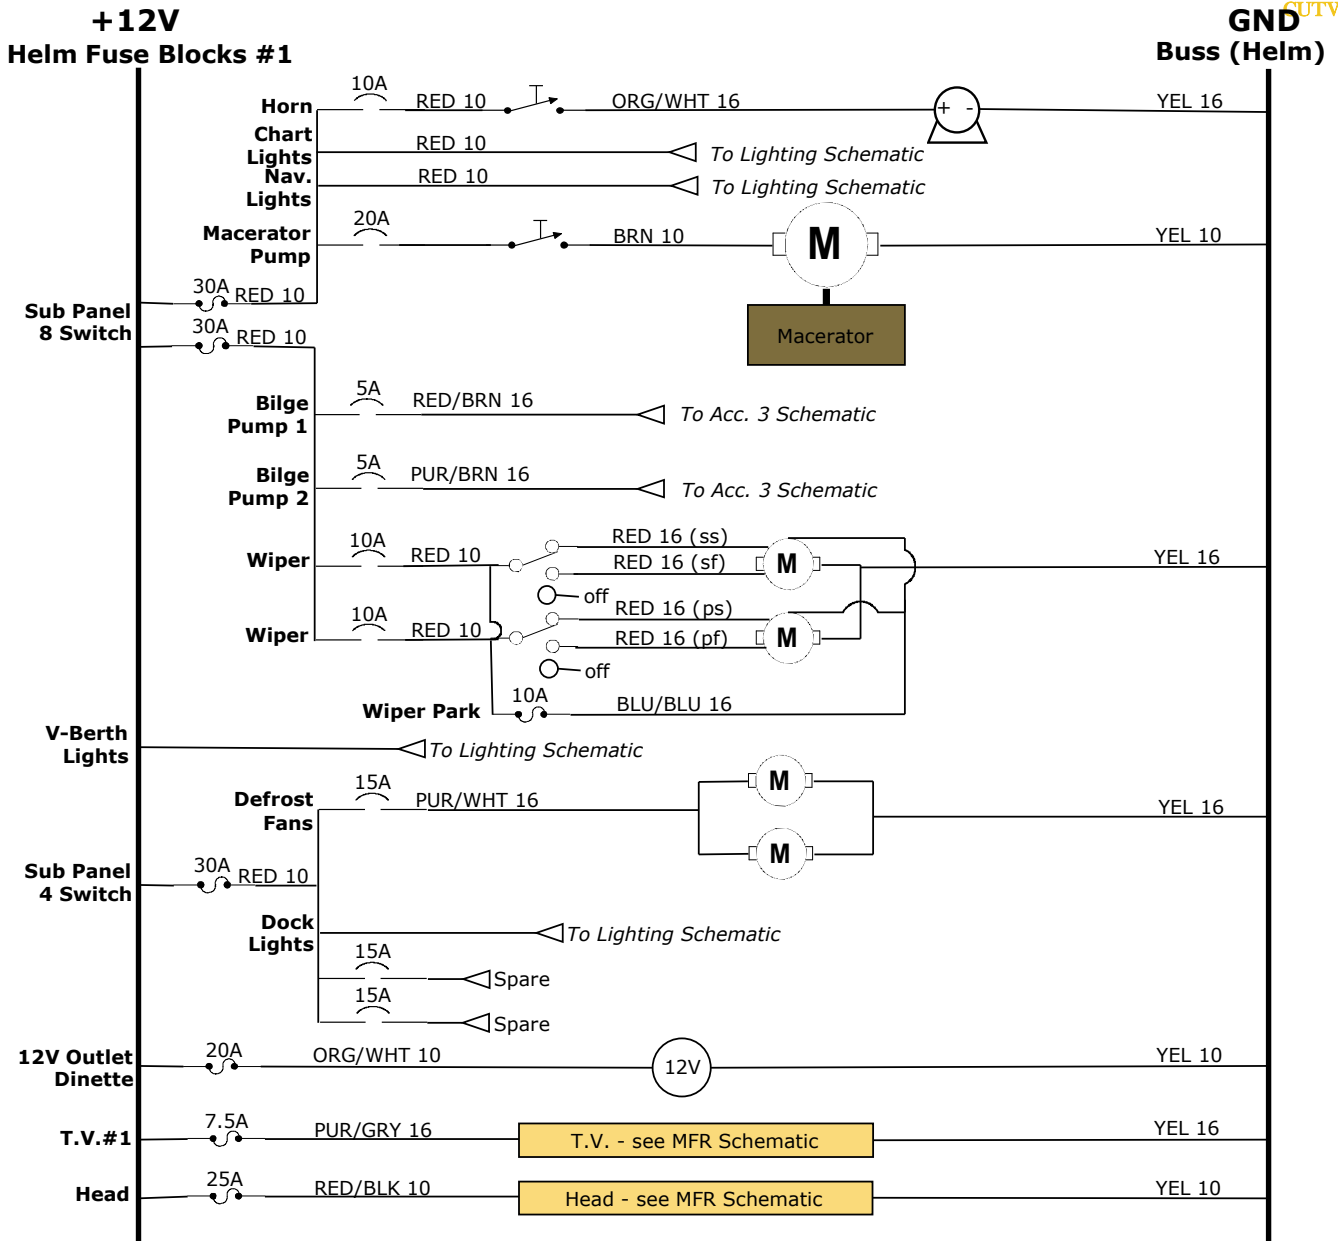 +12V
Helm Fuse Blocks #1
GND
Buss (Helm)
10A
Horn
RED 10
ORG/WHT 16
+ -
YEL 16
Chart
Lights
RED 10
To Lighting Schematic
Nav.
Lights
RED 10
To Lighting Schematic
20A
Macerator
Pump
BRN 10
M
YEL 10
Macerator
Sub Panel
8 Switch
30A
RED 10
30A
RED 10
5A
Bilge
Pump 1
RED/BRN 16
To Acc. 3 Schematic
5A
Bilge
Pump 2
PUR/BRN 16
To Acc. 3 Schematic
10A
Wiper
RED 10
RED 16 (ss)
RED 16 (sf)
M
YEL 16
off
10A
Wiper
RED 10
RED 16 (ps)
RED 16 (pf)
M
off
Wiper Park
10A
BLU/BLU 16
V-Berth
Lights
To Lighting Schematic
15A
Defrost
Fans
PUR/WHT 16
M
M
YEL 16
Sub Panel
4 Switch
30A
RED 10
Dock
Lights
To Lighting Schematic
15A
Spare
15A
Spare
12V Outlet
Dinette
20A
ORG/WHT 10
12V
YEL 10
T.V.#1
7.5A
PUR/GRY 16
T.V. - see MFR Schematic
YEL 16
Head
25A
RED/BLK 10
Head - see MFR Schematic
YEL 10